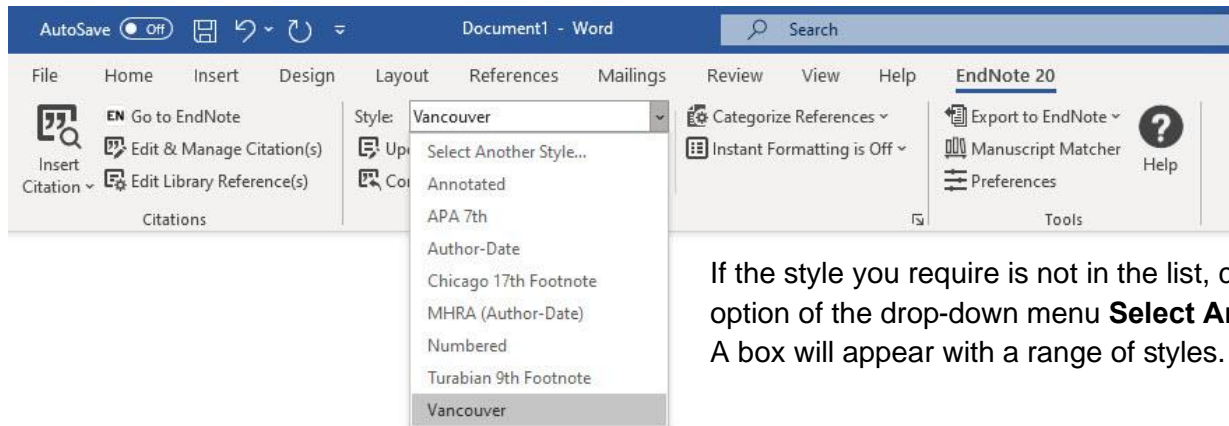 AutoSave Off Document1 - Word Search
File Home Insert Design Layout References Mailings Review View Help EndNote 20
Insert Citation
EN Go to EndNote
Edit & Manage Citation(s)
Edit Library Reference(s)
Citations
Style: Vancouver
Select Another Style...
Annotated
APA 7th
Author-Date
Chicago 17th Footnote
MHRA (Author-Date)
Numbered
Turabian 9th Footnote
Vancouver
Categorize References
Instant Formatting is Off
Export to EndNote
Manuscript Matcher
Preferences
Help
Tools
If the style you require is not in the list,
option of the drop-down menu Select
A box will appear with a range of styles.